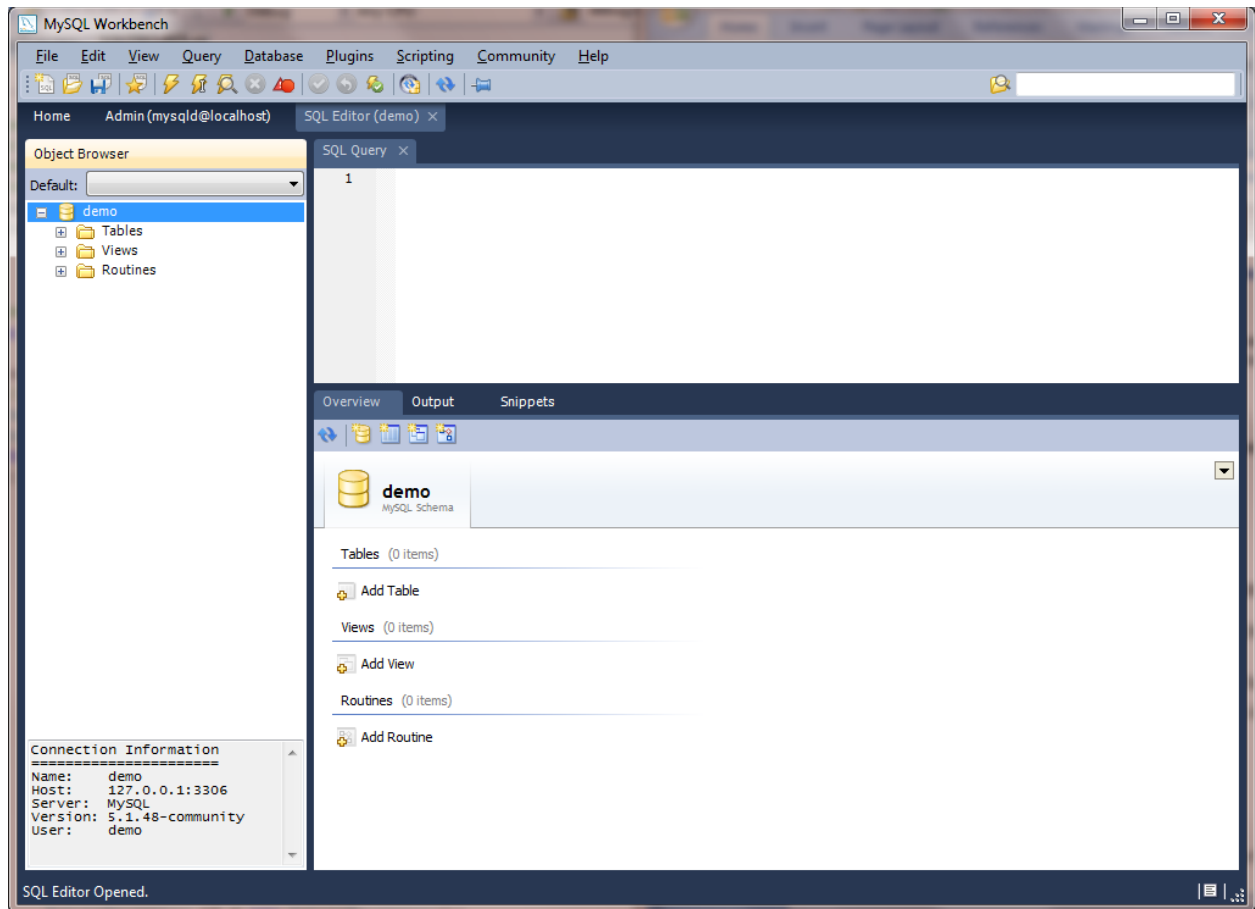 MySQL Workbench
File Edit View Query Database Plugins Scripting Community Help
Home Admin (mysqld@localhost) SQL Editor (demo)
Object Browser
Default:
demo
Tables
Views
Routines
SQL Query
1
Overview Output Snippets
demo
MySQL Schema
Tables (0 items)
Add Table
Views (0 items)
Add View
Routines (0 items)
Add Routine
Connection Information
======================
Name: demo
Host: 127.0.0.1:3306
Server: MySQL
Version: 5.1.48-community
User: demo
SQL Editor Opened.